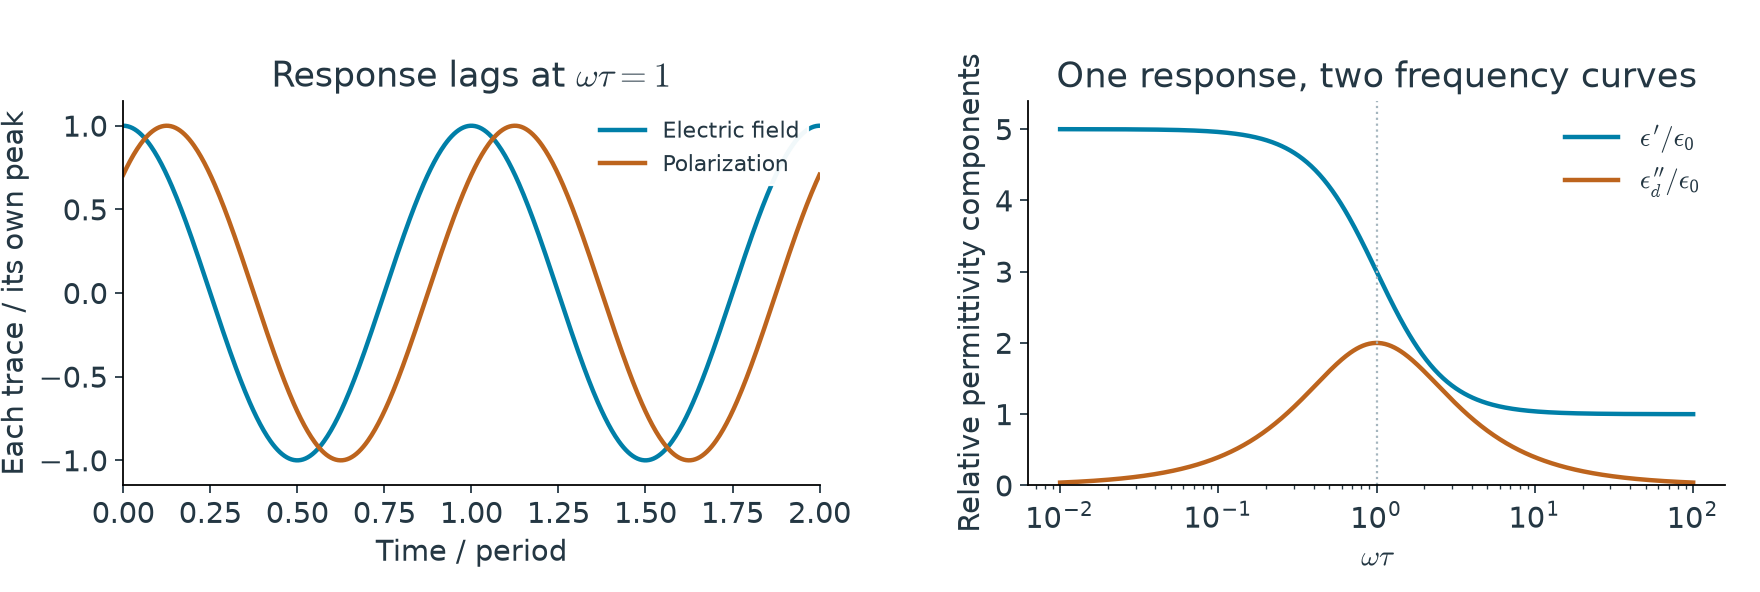 Response lags at ωτ = 1
Each trace / its own peak
1.0
0.5
0.0
−0.5
−1.0
Electric field
Polarization
0.00 0.25 0.50 0.75 1.00 1.25 1.50 1.75 2.00
Time / period
One response, two frequency curves
Relative permittivity components
5
4
3
2
1
0
ϵ′/ϵ₀
ϵ″_d/ϵ₀
10⁻² 10⁻¹ 10⁰ 10¹ 10²
ωτ